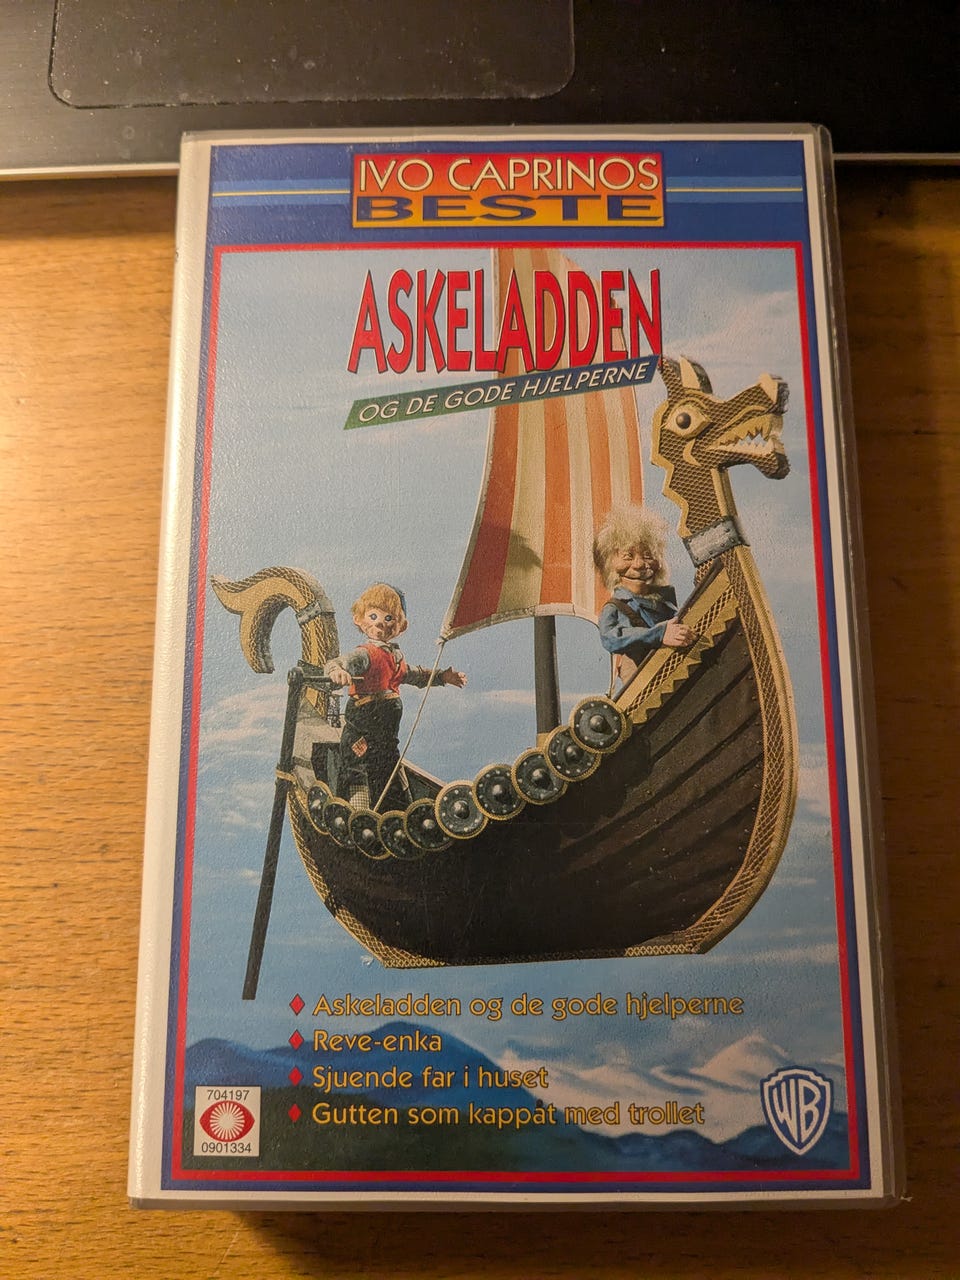 IVO CAPRINOS
BESTE
ASKELADDEN
OG DE GODE HJELPERNE
Askeladden og de gode hjelperne
Reve-enka
Sjuende far i huset
Gutten som kappåt med trollet
704197
0901334
WB